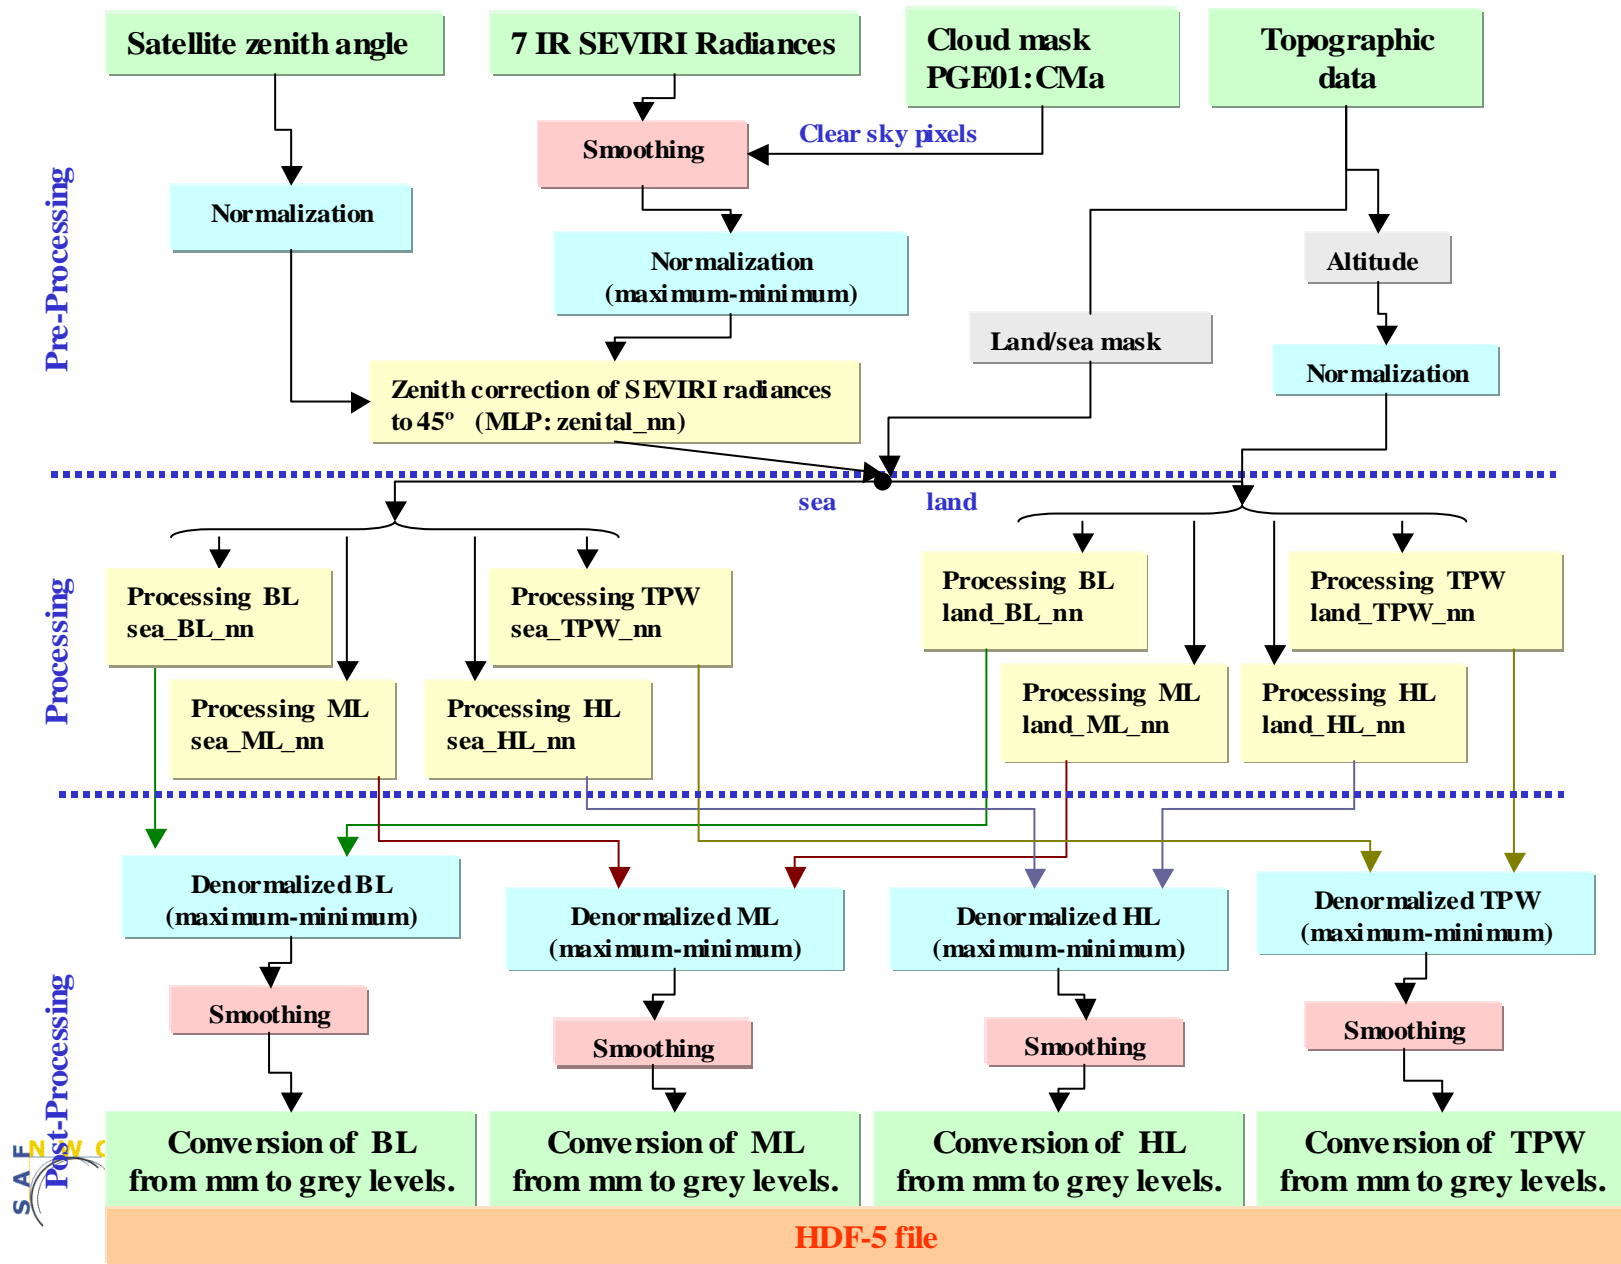 Satellite zenith angle
7 IR SEVIRI Radiances
Cloud mask
PGE01:CMa
Topographic
data
Pre-Processing
Smoothing
Clear sky pixels
Normalization
Normalization
(maximum-minimum)
Altitude
Land/sea mask
Normalization
Zenith correction of SEVIRI radiances
to 45º (MLP: zenital_nn)
sea
land
Processing
Processing BL
sea_BL_nn
Processing TPW
sea_TPW_nn
Processing BL
land_BL_nn
Processing TPW
land_TPW_nn
Processing ML
sea_ML_nn
Processing HL
sea_HL_nn
Processing ML
land_ML_nn
Processing HL
land_HL_nn
Post-Processing
Denormalized BL
(maximum-minimum)
Denormalized ML
(maximum-minimum)
Denormalized HL
(maximum-minimum)
Denormalized TPW
(maximum-minimum)
Smoothing
Smoothing
Smoothing
Smoothing
Conversion of BL
from mm to grey levels.
Conversion of ML
from mm to grey levels.
Conversion of HL
from mm to grey levels.
Conversion of TPW
from mm to grey levels.
SAF
NWC
HDF-5 file